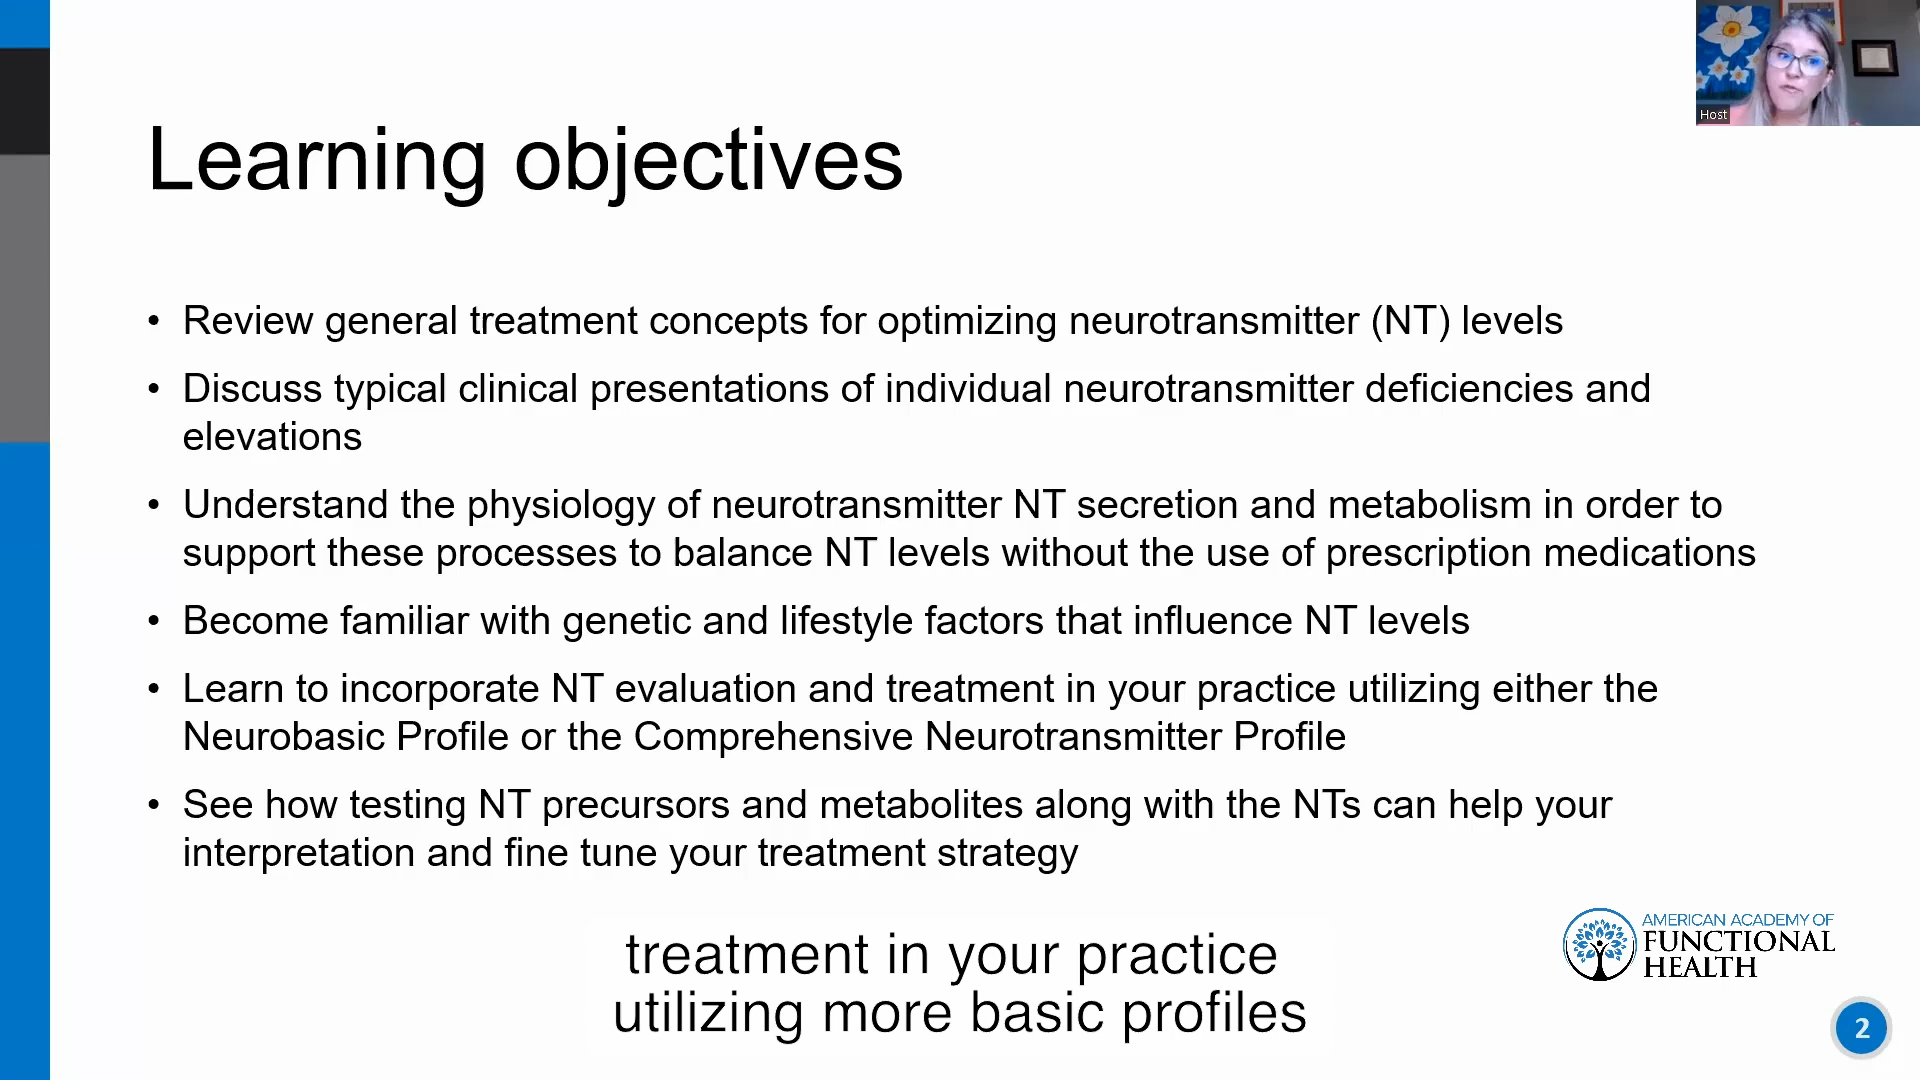 Host
Learning objectives
• Review general treatment concepts for optimizing neurotransmitter (NT) levels
• Discuss typical clinical presentations of individual neurotransmitter deficiencies and
elevations
• Understand the physiology of neurotransmitter NT secretion and metabolism in order to
support these processes to balance NT levels without the use of prescription medications
• Become familiar with genetic and lifestyle factors that influence NT levels
• Learn to incorporate NT evaluation and treatment in your practice utilizing either the
Neurobasic Profile or the Comprehensive Neurotransmitter Profile
• See how testing NT precursors and metabolites along with the NTs can help your
interpretation and fine tune your treatment strategy
treatment in your practice
utilizing more basic profiles
AMERICAN ACADEMY OF
FUNCTIONAL
HEALTH
2